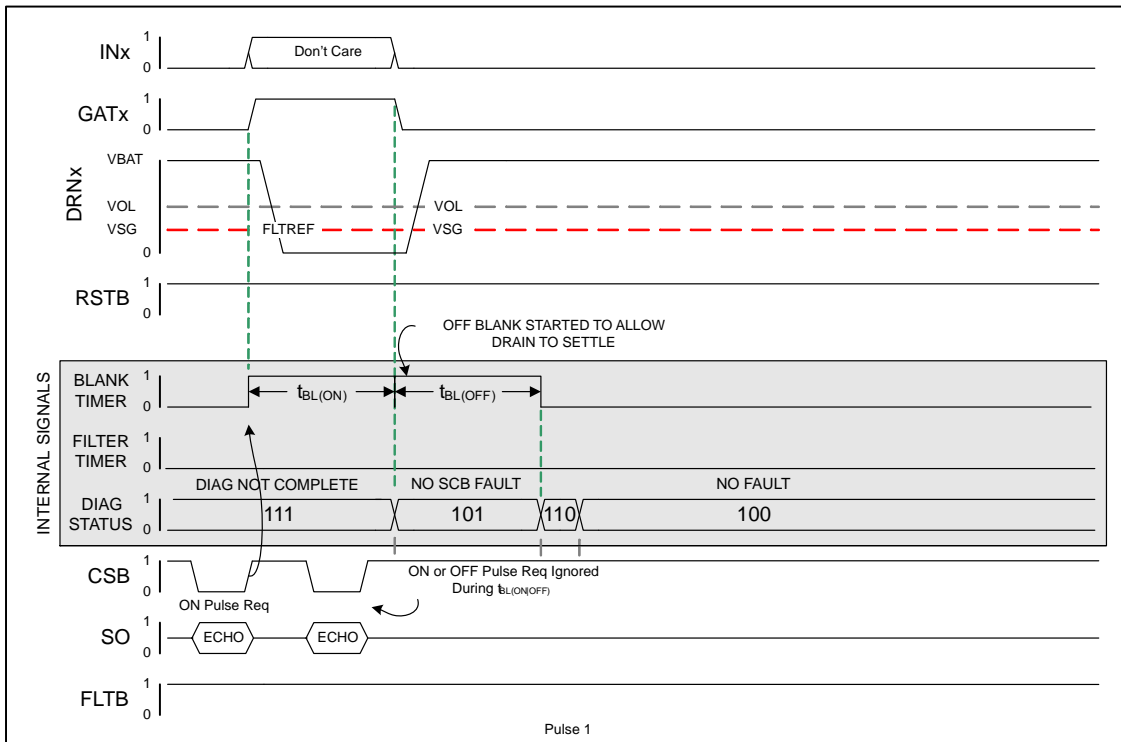 INx
1
0
Don't Care
GATx
1
0
DRNx
VBAT
VOL
VOL
VSG
FLTREF
VSG
RSTB
1
0
OFF BLANK STARTED TO ALLOW
DRAIN TO SETTLE
INTERNAL SIGNALS
BLANK
TIMER
1
0
tBL(ON)
tBL(OFF)
FILTER
TIMER
1
0
DIAG NOT COMPLETE
NO SCB FAULT
NO FAULT
DIAG
STATUS
1
0
111
101
110
100
CSB
1
0
ON Pulse Req
ON or OFF Pulse Req Ignored
During tBL(ON|OFF)
SO
ECHO
ECHO
FLTB
1
0
Pulse 1